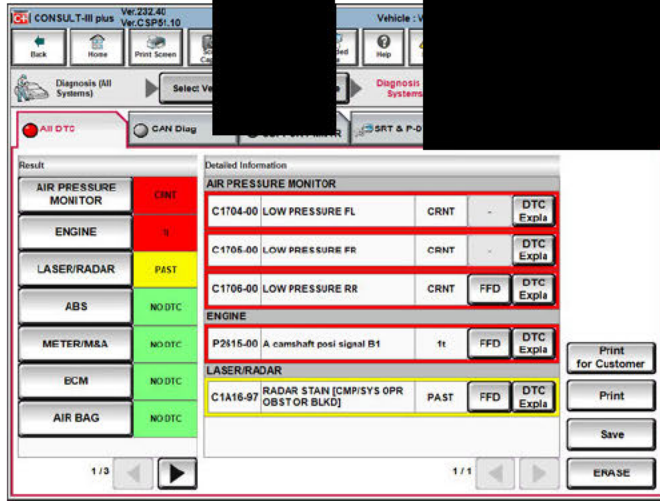 CONSULT-III plus
Ver.232.40
Ver.CSP51.10
Vehicle : V
Back
Home
Print Screen
Help
Diagnosis (All
Systems)
Select Ve
Diagnosis
Systems
All DTC
CAN Diag
SRT & P-D
Result
Detailed Information
AIR PRESSURE
MONITOR
CRNT
ENGINE
1t
LASER/RADAR
PAST
ABS
NO DTC
METER/M&A
NO DTC
BCM
NO DTC
AIR BAG
NO DTC
1/3
AIR PRESSURE MONITOR
C1704-00 LOW PRESSURE FL CRNT - DTC
Expla
C1705-00 LOW PRESSURE FR CRNT - DTC
Expla
C1706-00 LOW PRESSURE RR CRNT FFD DTC
Expla
ENGINE
P2615-00 A camshaft posi signal B1 1t FFD DTC
Expla
LASER/RADAR
C1A16-97 RADAR STAIN [CMP/SYS OPR
OBST OR BLKD] PAST FFD DTC
Expla
1/1
Print
for Customer
Print
Save
ERASE